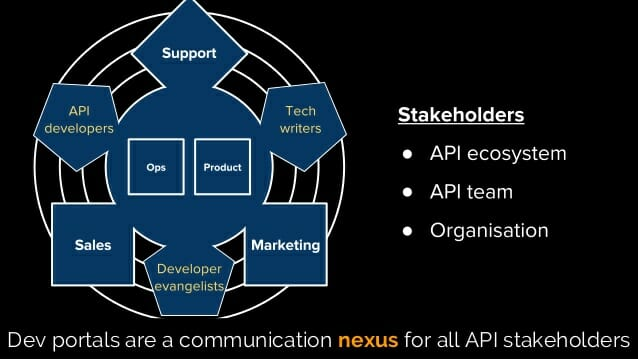 Support
API
developers
Tech
writers
Ops
Product
Sales
Marketing
Developer
evangelists
Stakeholders
● API ecosystem
● API team
● Organisation
Dev portals are a communication nexus for all API stakeholders